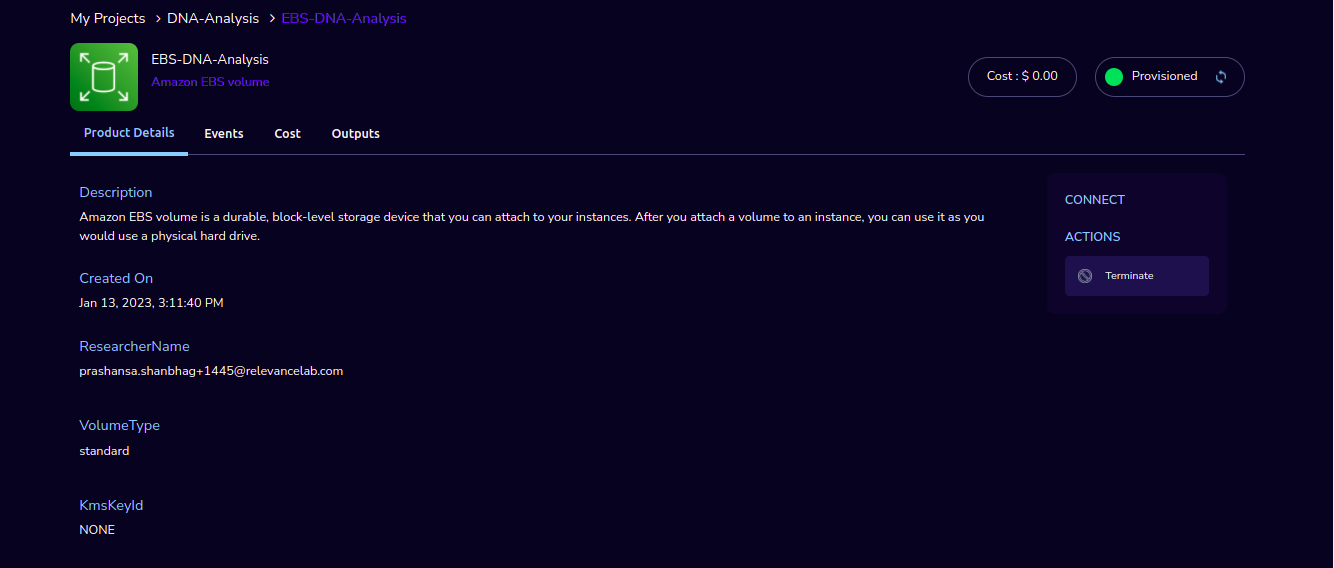 My Projects > DNA-Analysis > EBS-DNA-Analysis
EBS-DNA-Analysis
Amazon EBS volume
Cost : $ 0.00
Provisioned
Product Details
Events
Cost
Outputs
Description
Amazon EBS volume is a durable, block-level storage device that you can attach to your instances. After you attach a volume to an instance, you can use it as you
would use a physical hard drive.
Created On
Jan 13, 2023, 3:11:40 PM
ResearcherName
prashansa.shanbhag+1445@relevancelab.com
VolumeType
standard
KmsKeyId
NONE
CONNECT
ACTIONS
Terminate